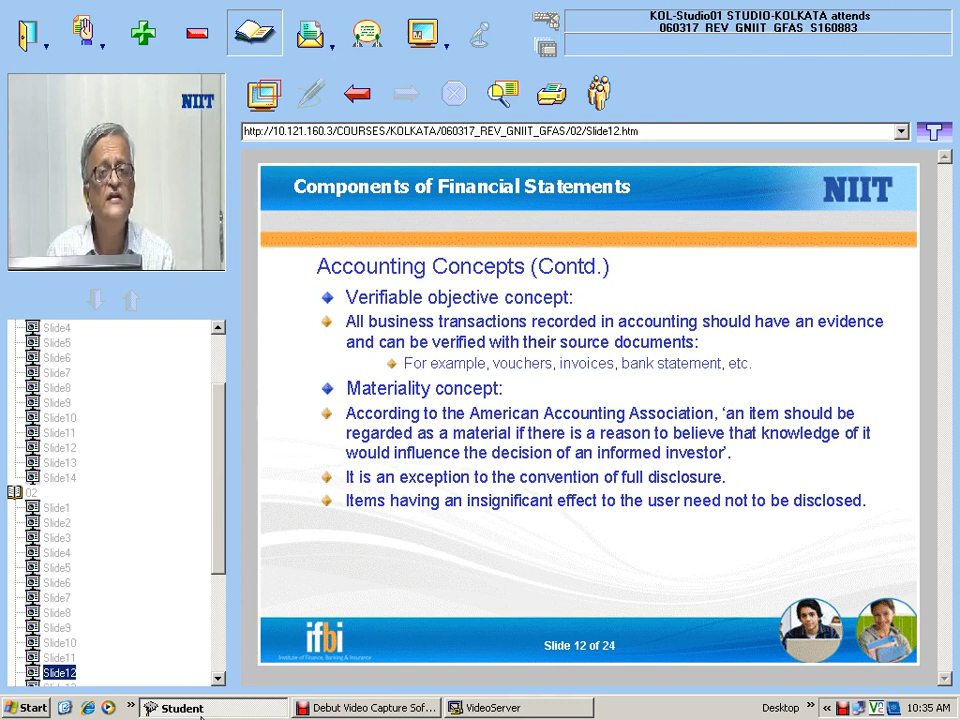 KOL-Studio01 STUDIO-KOLKATA attends
060317_REV_GNIIT_GFAS_S160883
NIIT
http://10.121.160.3/COURSES/KOLKATA/060317_REV_GNIIT_GFAS/02/Slide12.htm
T
Components of Financial Statements
NIIT
Accounting Concepts (Contd.)
Verifiable objective concept:
All business transactions recorded in accounting should have an evidence
and can be verified with their source documents:
For example, vouchers, invoices, bank statement, etc.
Materiality concept:
According to the American Accounting Association, ‘an item should be
regarded as a material if there is a reason to believe that knowledge of it
would influence the decision of an informed investor’.
It is an exception to the convention of full disclosure.
Items having an insignificant effect to the user need not to be disclosed.
ifbi
Institute of Finance, Banking & Insurance
Slide 12 of 24
Slide4
Slide5
Slide6
Slide7
Slide8
Slide9
Slide10
Slide11
Slide12
Slide13
Slide14
02
Slide1
Slide2
Slide3
Slide4
Slide5
Slide6
Slide7
Slide8
Slide9
Slide10
Slide11
Slide12
Start
Student
Debut Video Capture Sof...
VideoServer
Desktop
10:35 AM